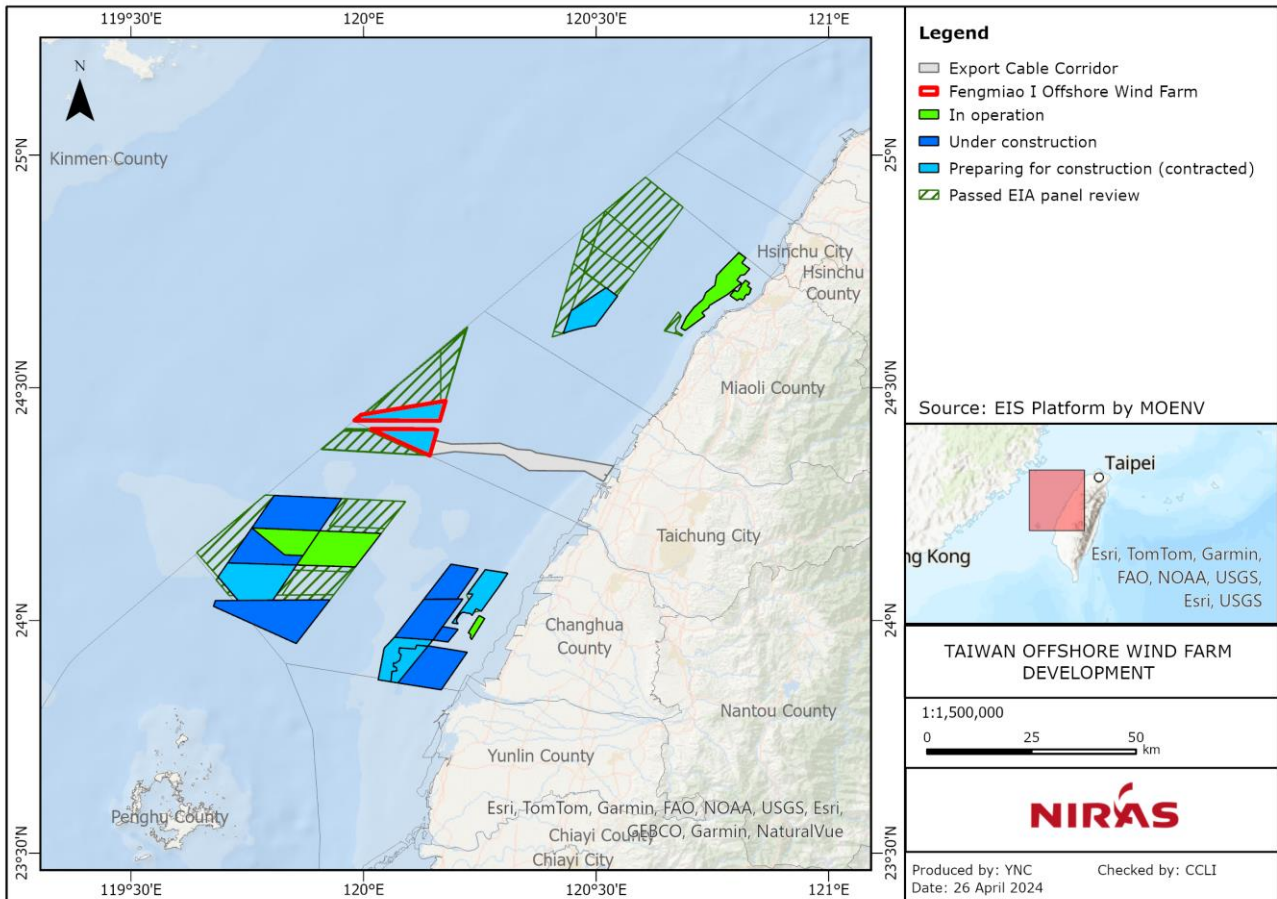 119°30'E
120°0'E
120°30'E
121°0'E
N
25°N
24°30'N
24°N
23°30'N
Kinmen County
Hsinchu City
Hsinchu
County
Miaoli County
Taichung City
Changhua
County
Nantou County
Yunlin County
Penghu County
Chiayi County
Chiayi City
Esri, TomTom, Garmin, FAO, NOAA, USGS, Esri,
GEBCO, Garmin, NaturalVue
25°N
24°30'N
24°N
23°30'N
119°30'E
120°0'E
120°30'E
121°0'E
Legend
Export Cable Corridor
Fengmiao I Offshore Wind Farm
In operation
Under construction
Preparing for construction (contracted)
Passed EIA panel review
Source: EIS Platform by MOENV
Taipei
ng Kong
Esri, TomTom, Garmin,
FAO, NOAA, USGS,
Esri, USGS
TAIWAN OFFSHORE WIND FARM
DEVELOPMENT
1:1,500,000
0 25 50
km
NIRAS
Produced by: YNC Checked by: CCLI
Date: 26 April 2024